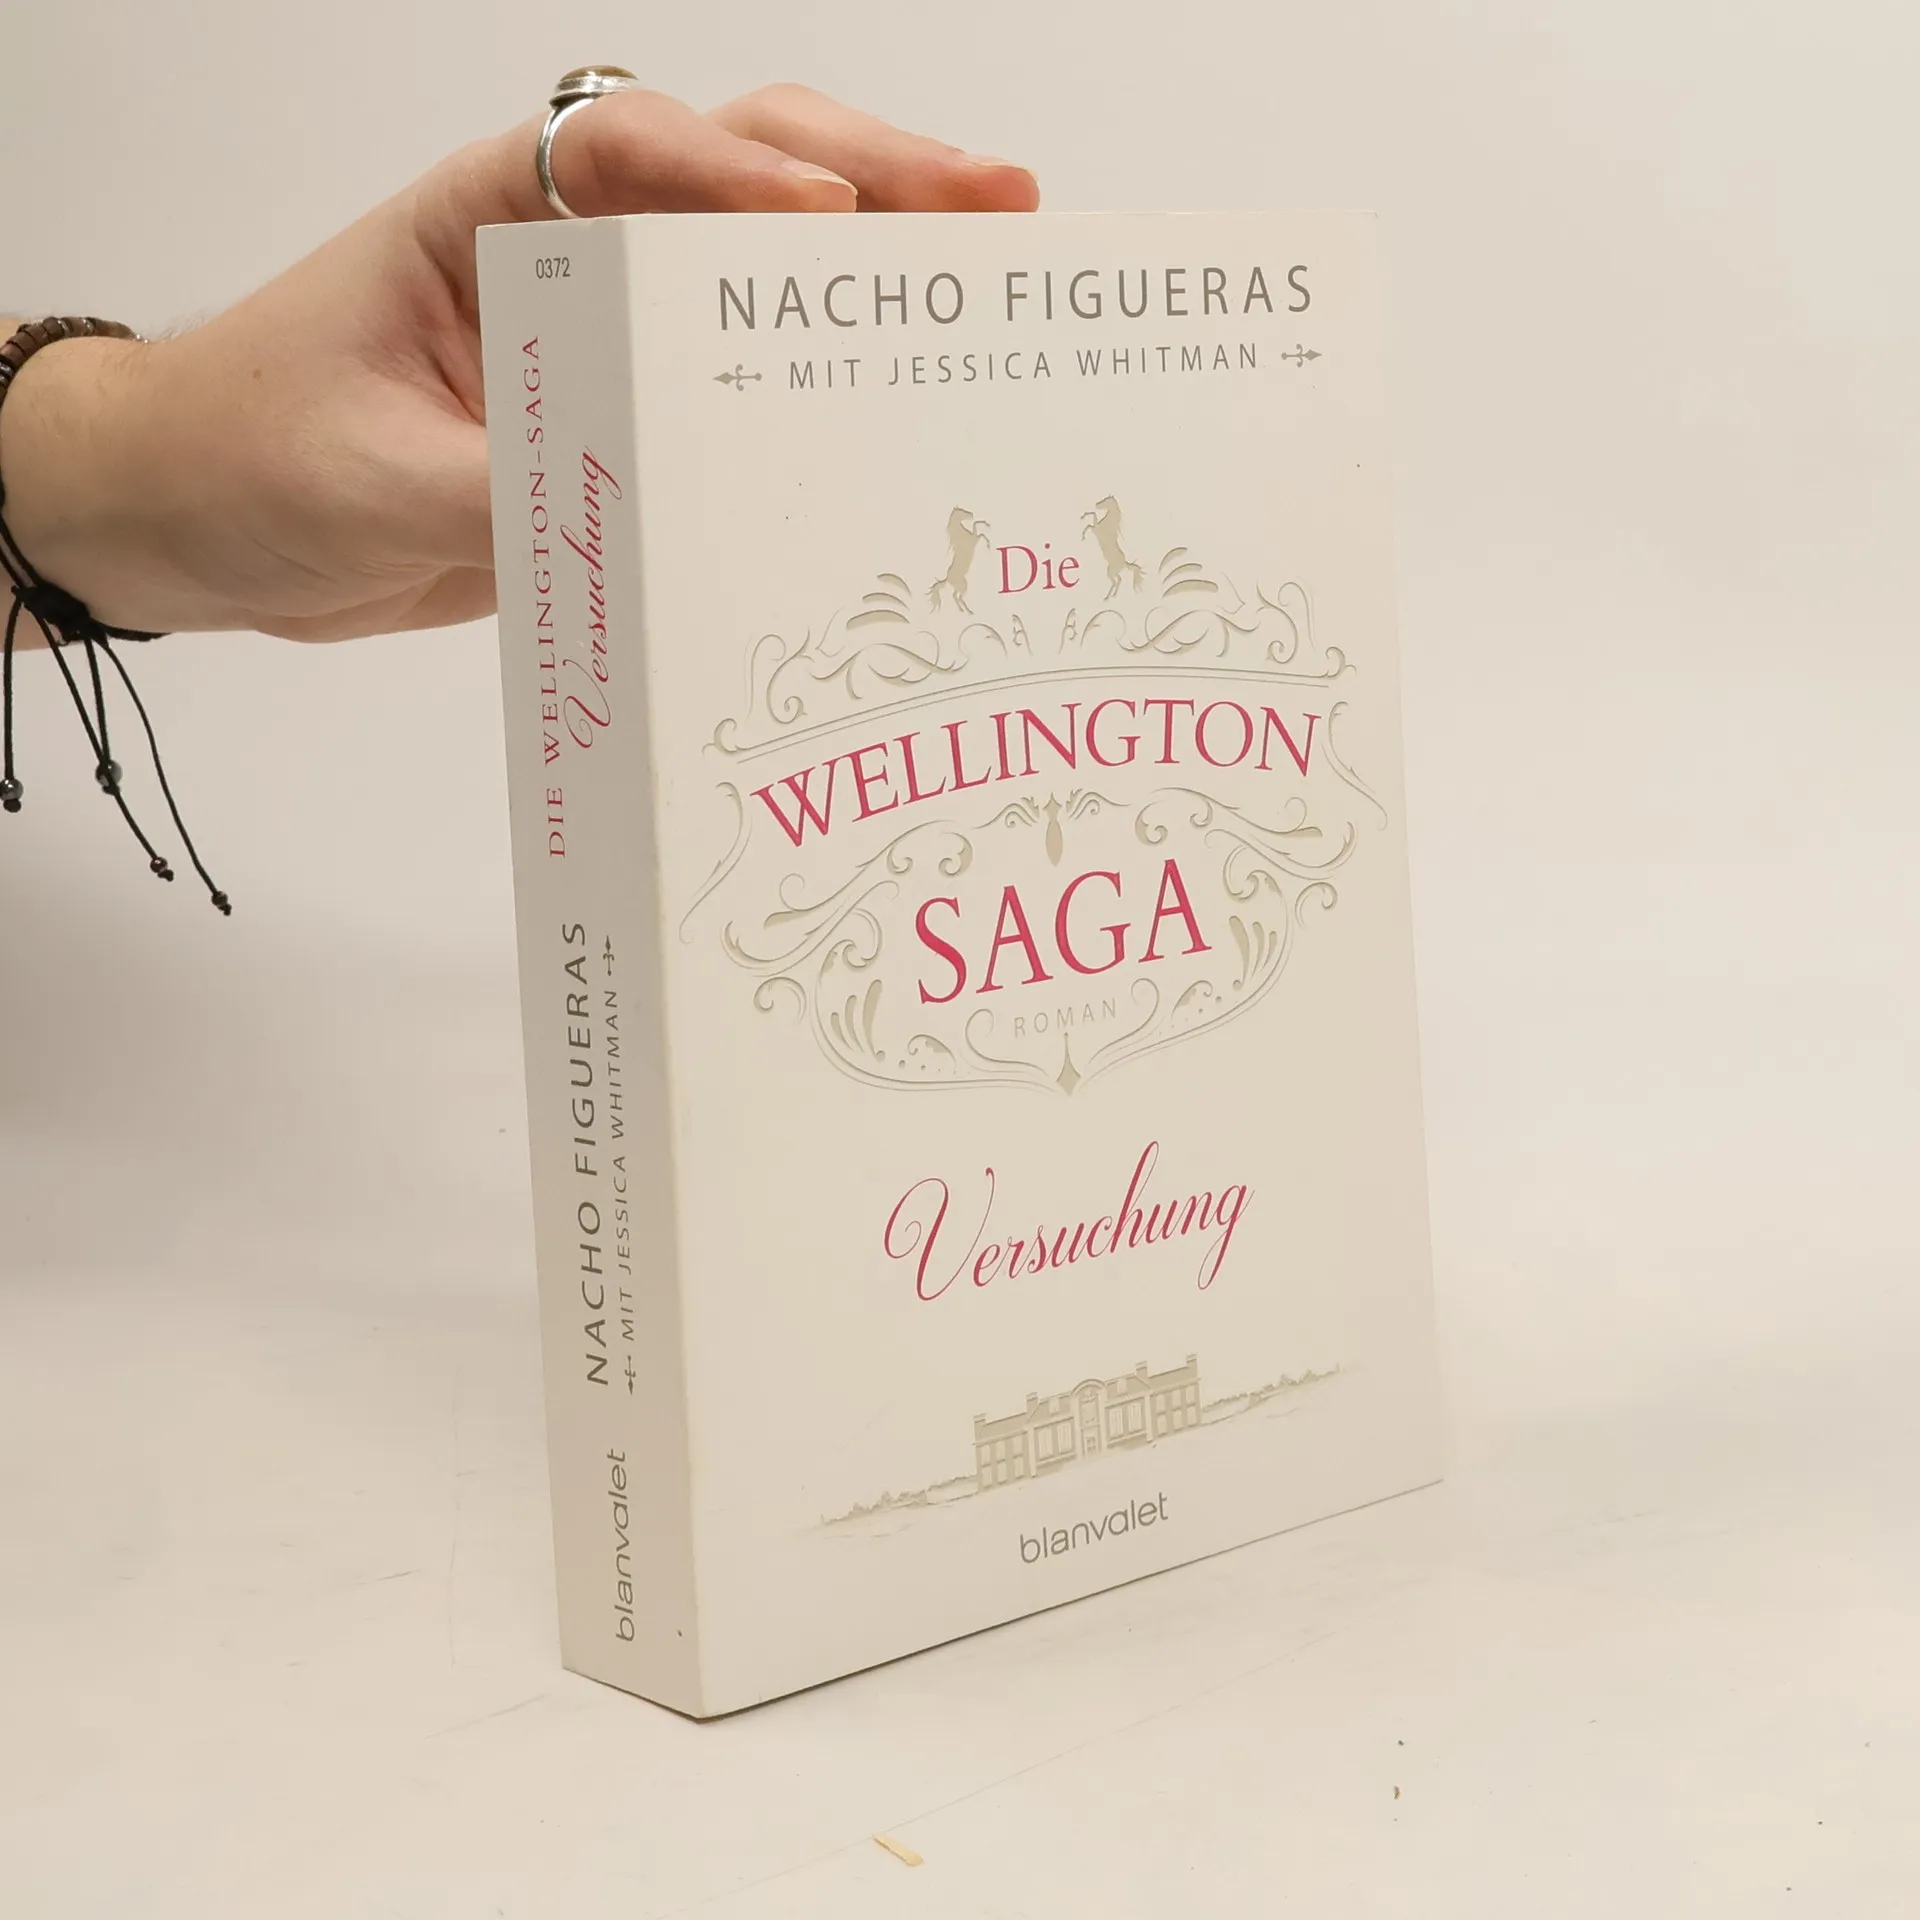 0372
DIE WELLINGTON-SAGA
Versuchung
NACHO FIGUERAS
MIT JESSICA WHITMAN
blanvalet
NACHO FIGUERAS
MIT JESSICA WHITMAN
Die
WELLINGTON
SAGA
ROMAN
Versuchung
blanvalet